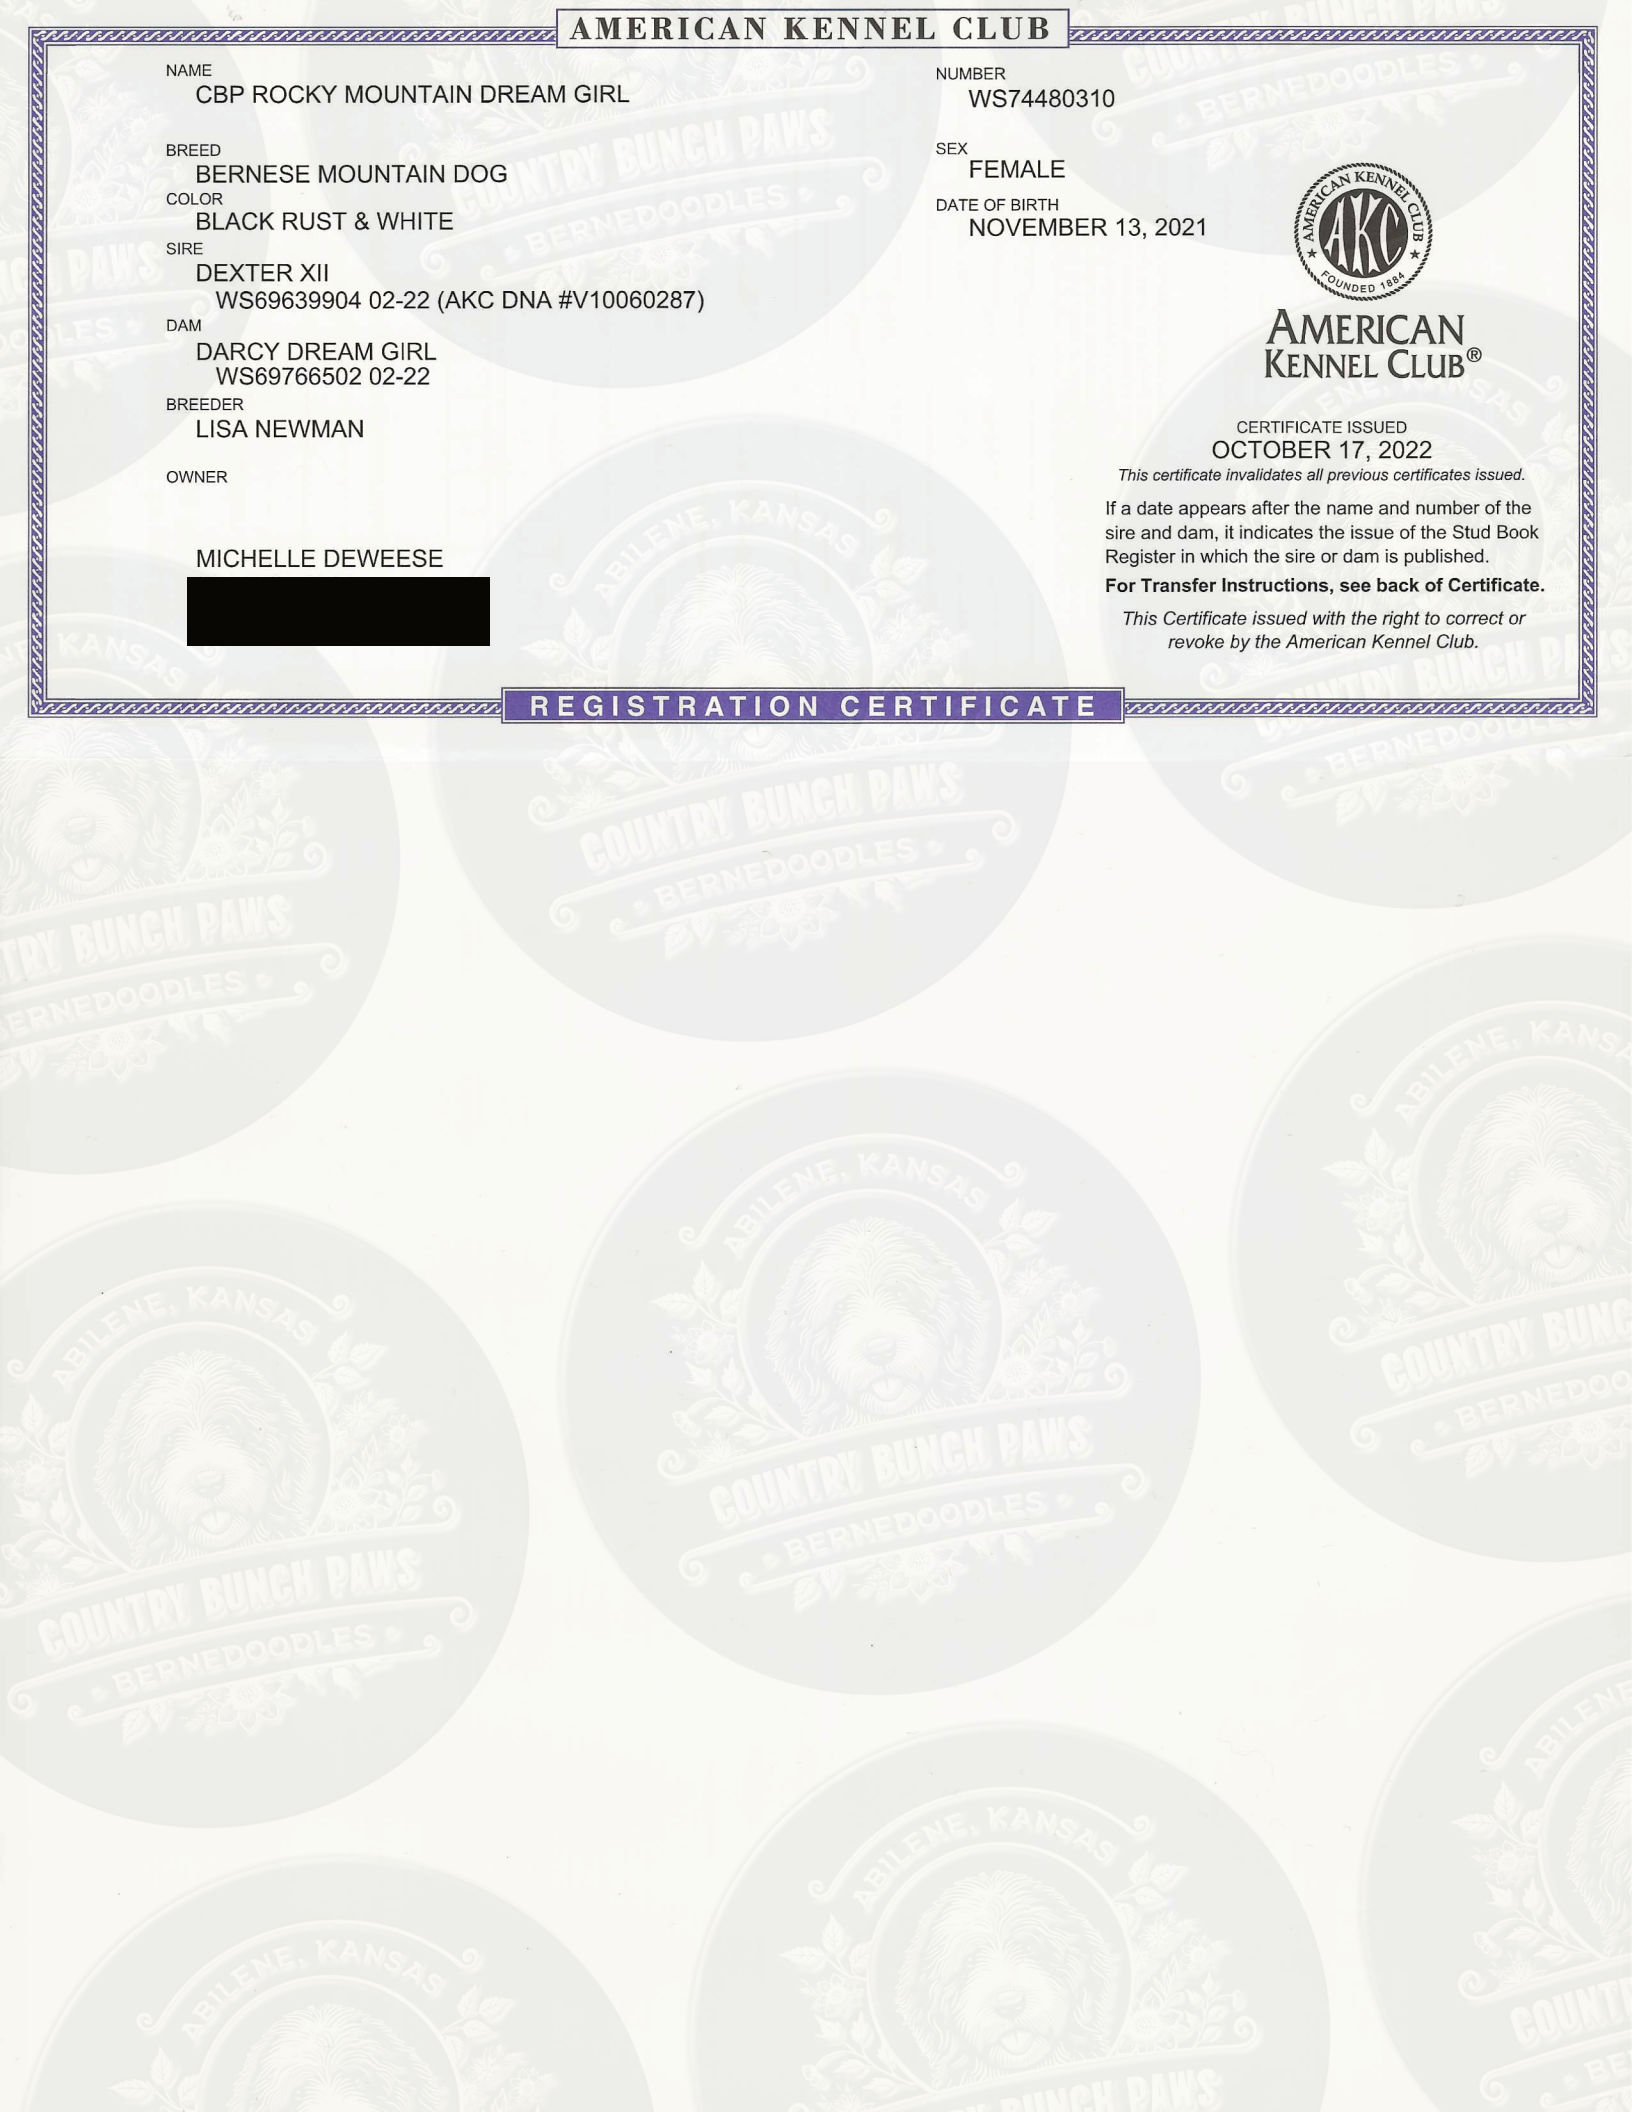 AMERICAN KENNEL CLUB
NAME
CBP ROCKY MOUNTAIN DREAM GIRL
NUMBER
WS74480310
BREED
BERNESE MOUNTAIN DOG
SEX
FEMALE
COLOR
BLACK RUST & WHITE
DATE OF BIRTH
NOVEMBER 13, 2021
SIRE
DEXTER XII
WS69639904 02-22 (AKC DNA #V10060287)
DAM
DARCY DREAM GIRL
WS69766502 02-22
BREEDER
LISA NEWMAN
OWNER
MICHELLE DEWEESE
AMERICAN KENNEL CLUB
AKC
FOUNDED 1884
AMERICAN
KENNEL CLUB®
CERTIFICATE ISSUED
OCTOBER 17, 2022
This certificate invalidates all previous certificates issued.
If a date appears after the name and number of the
sire and dam, it indicates the issue of the Stud Book
Register in which the sire or dam is published.
For Transfer Instructions, see back of Certificate.
This Certificate issued with the right to correct or
revoke by the American Kennel Club.
REGISTRATION CERTIFICATE
ABILENE, KANSAS
COUNTRY BUNCH PAWS
BERNEDOODLES